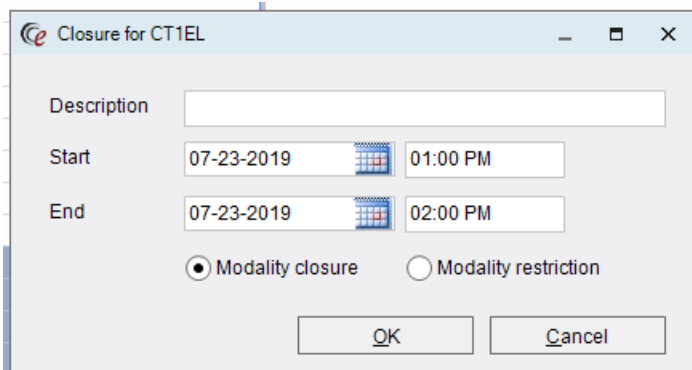 Closure for CT1EL
Description
Start 07-23-2019 01:00 PM
End 07-23-2019 02:00 PM
Modality closure Modality restriction
OK Cancel